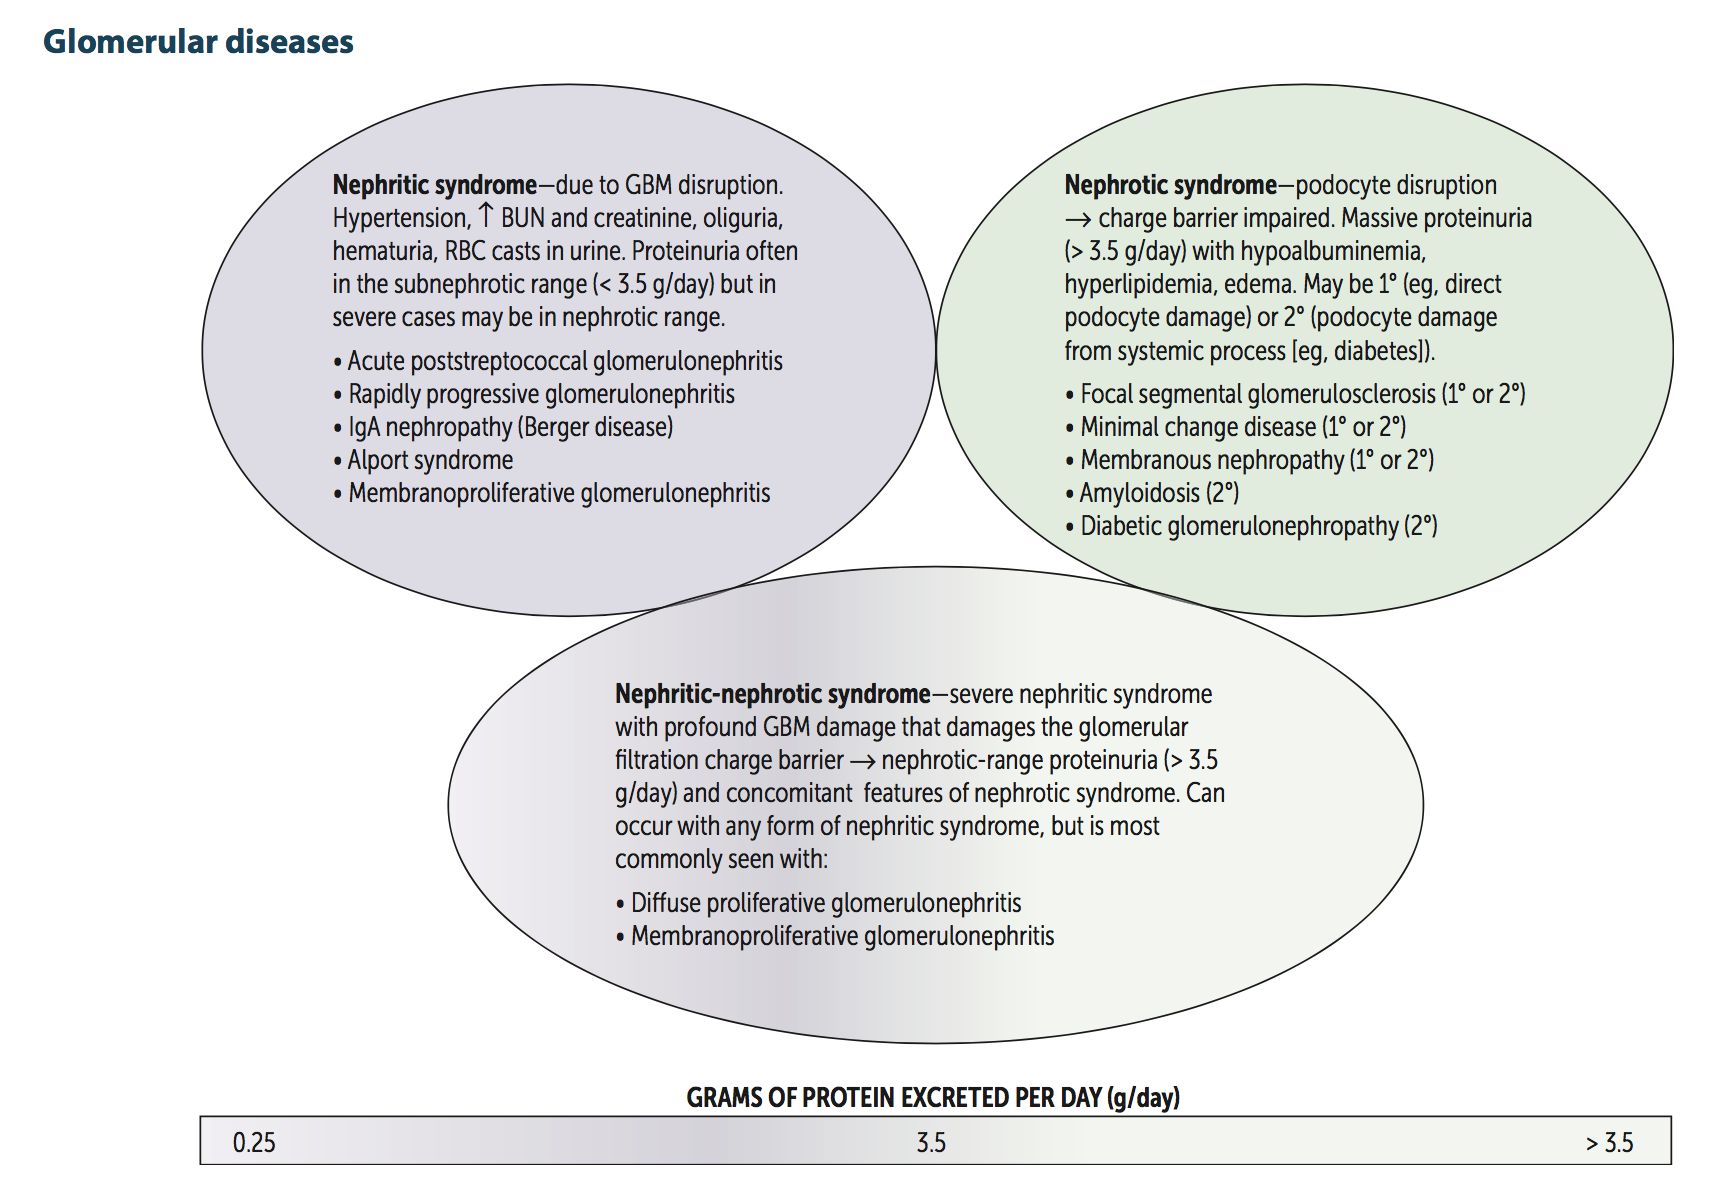 Glomerular diseases
Nephritic syndrome—due to GBM disruption.
Hypertension, ↑ BUN and creatinine, oliguria,
hematuria, RBC casts in urine. Proteinuria often
in the subnephrotic range (< 3.5 g/day) but in
severe cases may be in nephrotic range.
• Acute poststreptococcal glomerulonephritis
• Rapidly progressive glomerulonephritis
• IgA nephropathy (Berger disease)
• Alport syndrome
• Membranoproliferative glomerulonephritis
Nephrotic syndrome—podocyte disruption
→ charge barrier impaired. Massive proteinuria
(> 3.5 g/day) with hypoalbuminemia,
hyperlipidemia, edema. May be 1° (eg, direct
podocyte damage) or 2° (podocyte damage
from systemic process [eg, diabetes]).
• Focal segmental glomerulosclerosis (1° or 2°)
• Minimal change disease (1° or 2°)
• Membranous nephropathy (1° or 2°)
• Amyloidosis (2°)
• Diabetic glomerulonephropathy (2°)
Nephritic-nephrotic syndrome—severe nephritic syndrome
with profound GBM damage that damages the glomerular
filtration charge barrier → nephrotic-range proteinuria (> 3.5
g/day) and concomitant features of nephrotic syndrome. Can
occur with any form of nephritic syndrome, but is most
commonly seen with:
• Diffuse proliferative glomerulonephritis
• Membranoproliferative glomerulonephritis
GRAMS OF PROTEIN EXCRETED PER DAY (g/day)
0.25 3.5 > 3.5